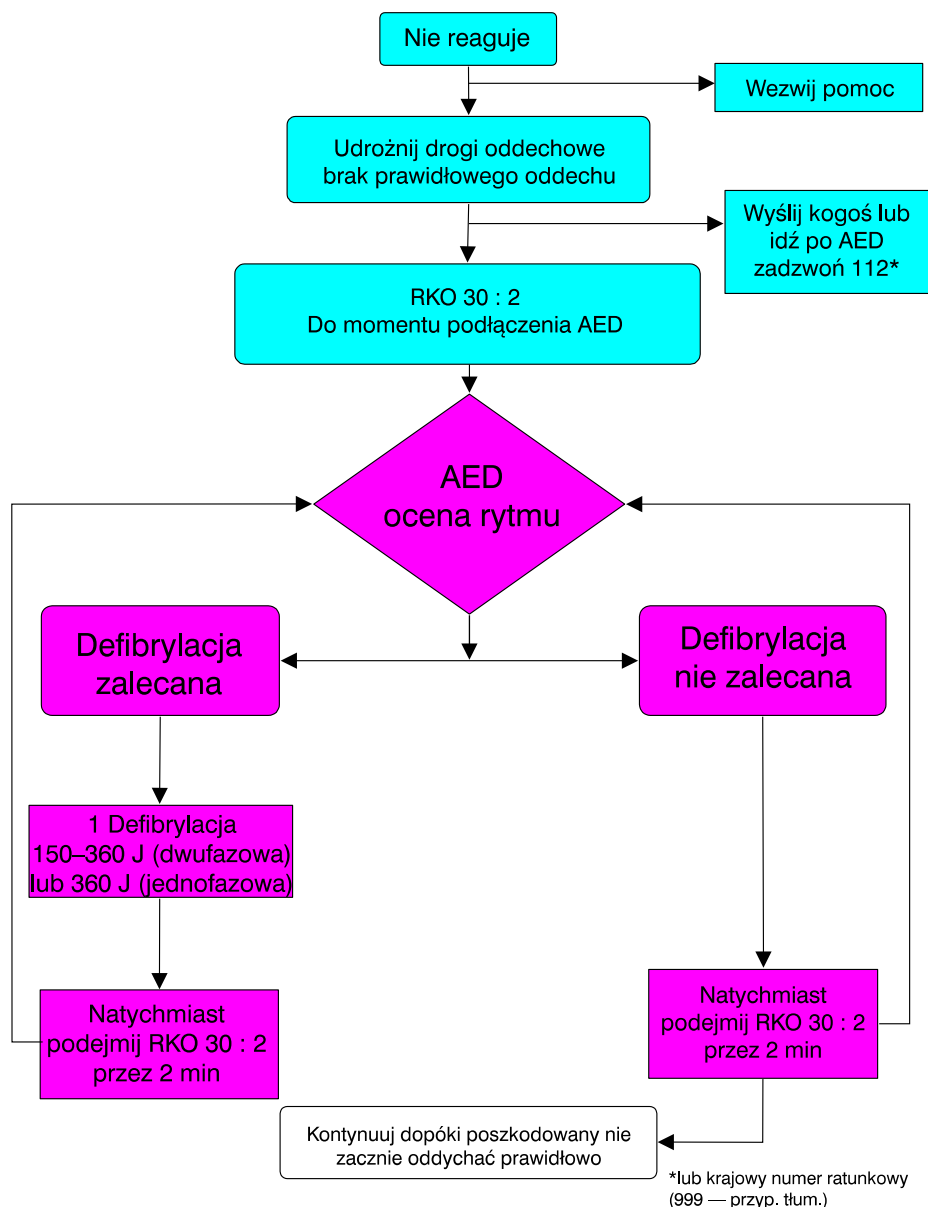 Nie reaguje
Wezwij pomoc
Udrożnij drogi oddechowe
brak prawidłowego oddechu
Wyślij kogoś lub
idź po AED
zadzwoń 112*
RKO 30 : 2
Do momentu podłączenia AED
AED
ocena rytmu
Defibrylacja
zalecana
Defibrylacja
nie zalecana
1 Defibrylacja
150–360 J (dwufazowa)
lub 360 J (jednofazowa)
Natychmiast
podejmij RKO 30 : 2
przez 2 min
Natychmiast
podejmij RKO 30 : 2
przez 2 min
Kontynuuj dopóki poszkodowany nie
zacznie oddychać prawidłowo
*lub krajowy numer ratunkowy
(999 — przyp. tłum.)